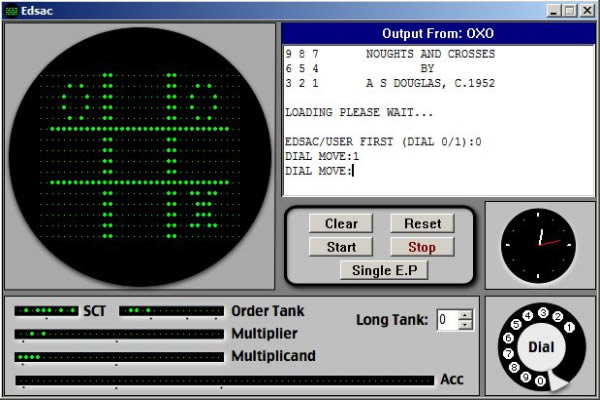 Edsac
Output From: OXO
9 8 7 NOUGHTS AND CROSSES
6 5 4 BY
3 2 1 A S DOUGLAS, C.1952
LOADING PLEASE WAIT...
EDSAC/USER FIRST (DIAL 0/1):0
DIAL MOVE:1
DIAL MOVE:
Clear Reset
Start Stop
Single E.P
SCT Order Tank
Long Tank: 0
Multiplier
Multiplicand
Acc
1 2 3 4 5 6 7 8 9 0
Dial